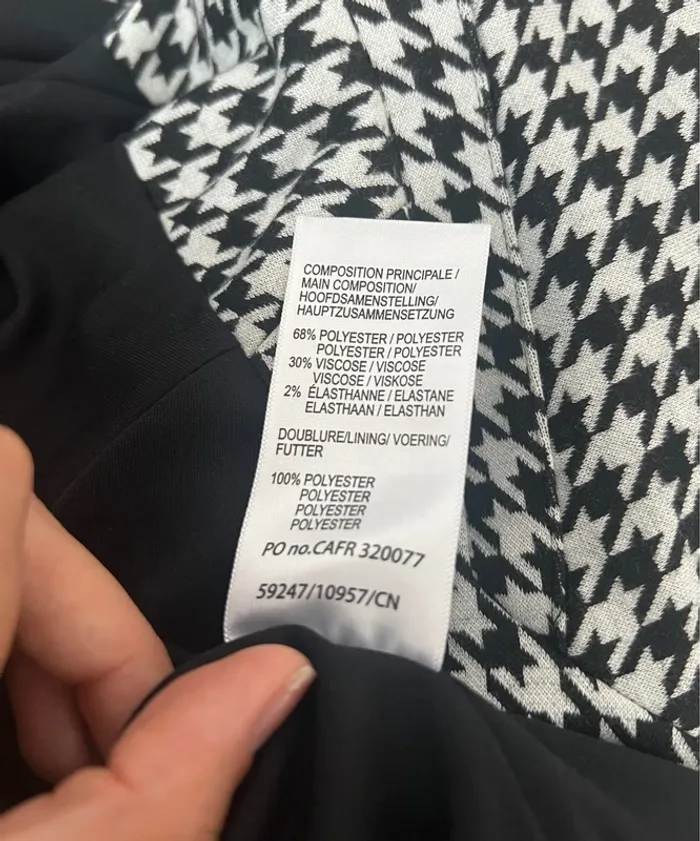 COMPOSITION PRINCIPALE /
MAIN COMPOSITION/
HOOFDSAMENSTELLING/
HAUPTZUSAMMENSETZUNG
68% POLYESTER / POLYESTER
POLYESTER / POLYESTER
30% VISCOSE / VISCOSE
VISCOSE / VISKOSE
2% ÉLASTHANNE / ELASTANE
ELASTHAAN / ELASTHAN
DOUBLURE/LINING/ VOERING/
FUTTER
100% POLYESTER
POLYESTER
POLYESTER
POLYESTER
PO no.CAFR 320077
59247/10957/CN